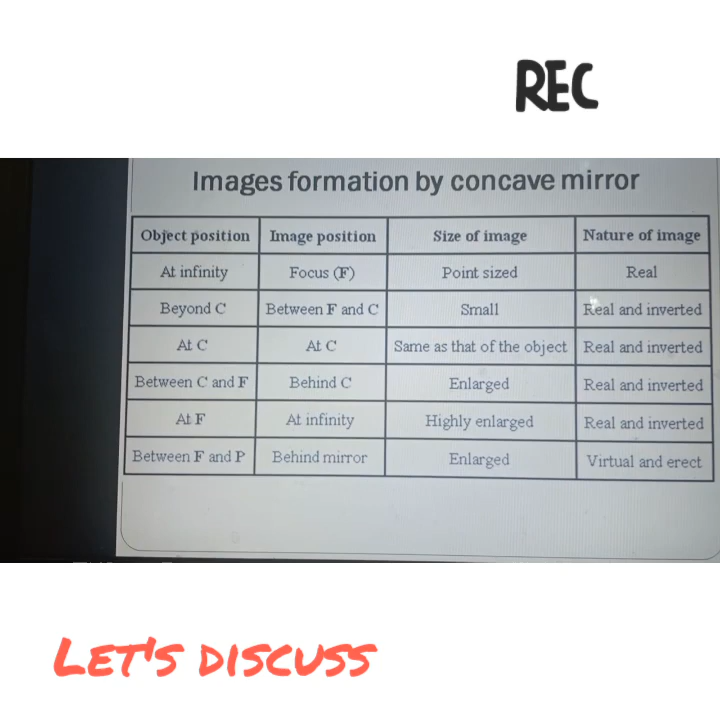 REC
Images formation by concave mirror
Object position Image position Size of image Nature of image
At infinity Focus (F) Point sized Real
Beyond C Between F and C Small Real and inverted
At C At C Same as that of the object Real and inverted
Between C and F Behind C Enlarged Real and inverted
At F At infinity Highly enlarged Real and inverted
Between F and P Behind mirror Enlarged Virtual and erect
LET'S DISCUSS